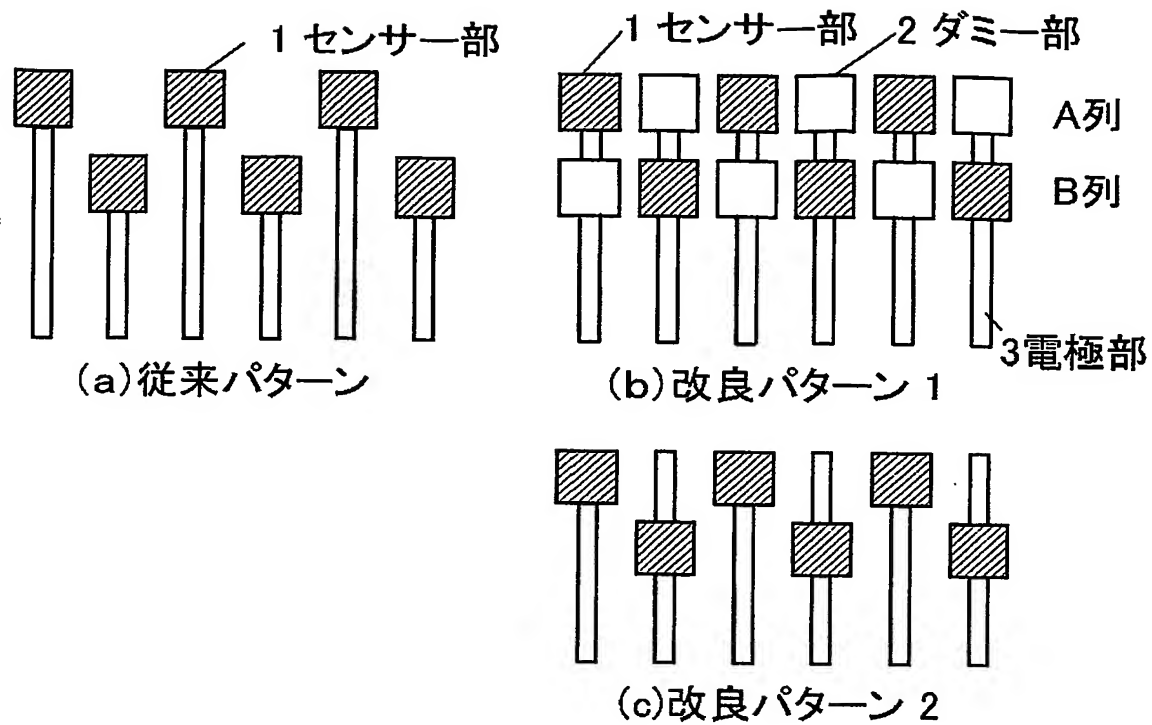 1 センサー部
(a)従来パターン
1 センサー部
2 ダミー部
A列
B列
3電極部
(b)改良パターン 1
(c)改良パターン 2